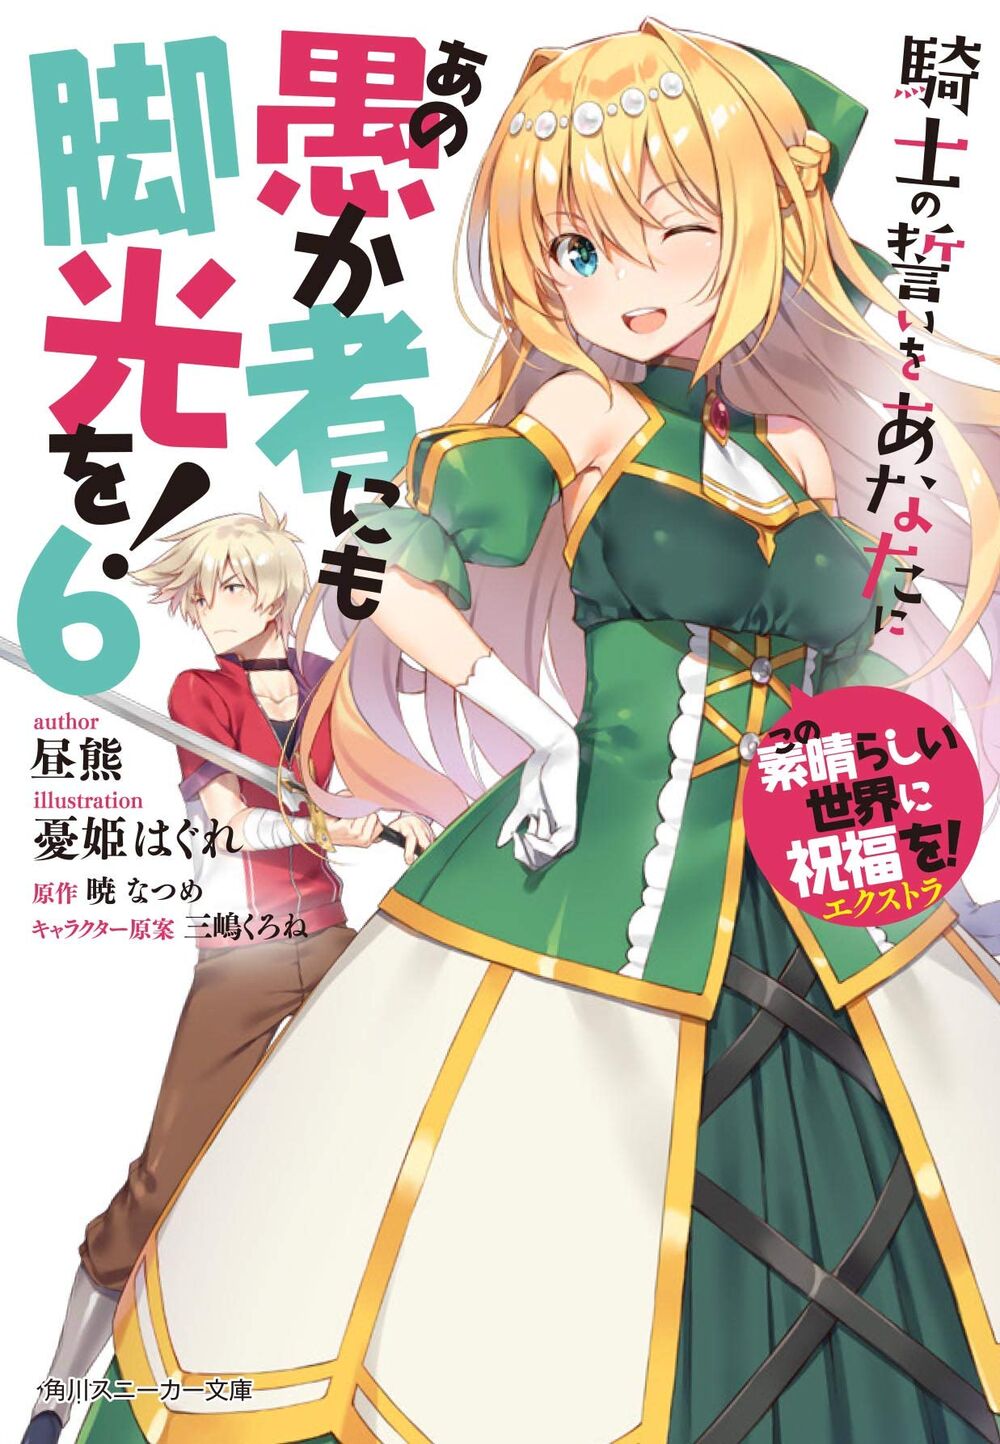 騎士の誓いをあなたに
あの
愚か者にも
脚光を!6
author
昼熊
illustration
憂姫はぐれ
原作 暁 なつめ
キャラクター原案 三嶋くろね
この
素晴らしい
世界に
祝福を!
エクストラ
角川スニーカー文庫